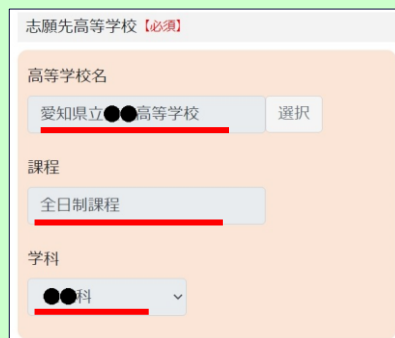 志願先高等学校【必須】
高等学校名
愛知県立●●高等学校
選択
課程
全日制課程
学科
●●科